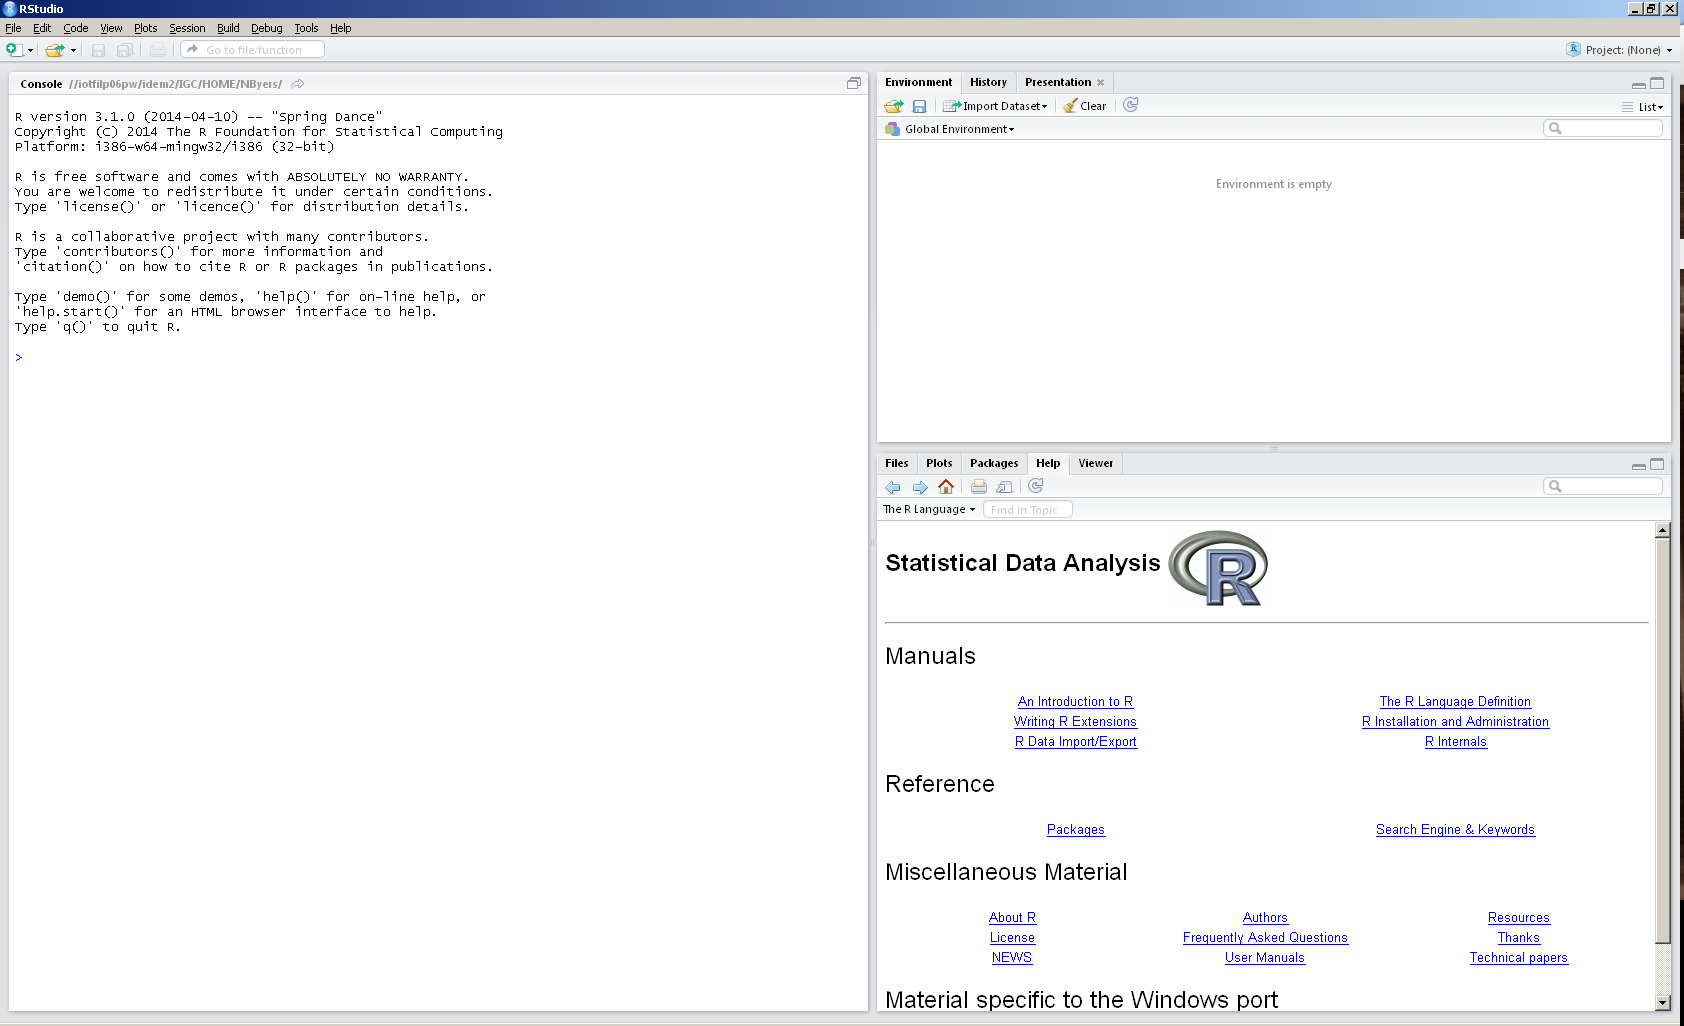 RStudio
File Edit Code View Plots Session Build Debug Tools Help
Go to file/function
Project: (None)
Console //iotfilp06pw/idem2/IGC/HOME/NByers/
R version 3.1.0 (2014-04-10) -- "Spring Dance"
Copyright (C) 2014 The R Foundation for Statistical Computing
Platform: i386-w64-mingw32/i386 (32-bit)
R is free software and comes with ABSOLUTELY NO WARRANTY.
You are welcome to redistribute it under certain conditions.
Type 'license()' or 'licence()' for distribution details.
R is a collaborative project with many contributors.
Type 'contributors()' for more information and
'citation()' on how to cite R or R packages in publications.
Type 'demo()' for some demos, 'help()' for on-line help, or
'help.start()' for an HTML browser interface to help.
Type 'q()' to quit R.
>
Environment History Presentation
Import Dataset Clear List
Global Environment
Environment is empty
Files Plots Packages Help Viewer
The R Language Find in Topic
Statistical Data Analysis R
Manuals
An Introduction to R The R Language Definition
Writing R Extensions R Installation and Administration
R Data Import/Export R Internals
Reference
Packages Search Engine & Keywords
Miscellaneous Material
About R Authors Resources
License Frequently Asked Questions Thanks
NEWS User Manuals Technical papers
Material specific to the Windows port